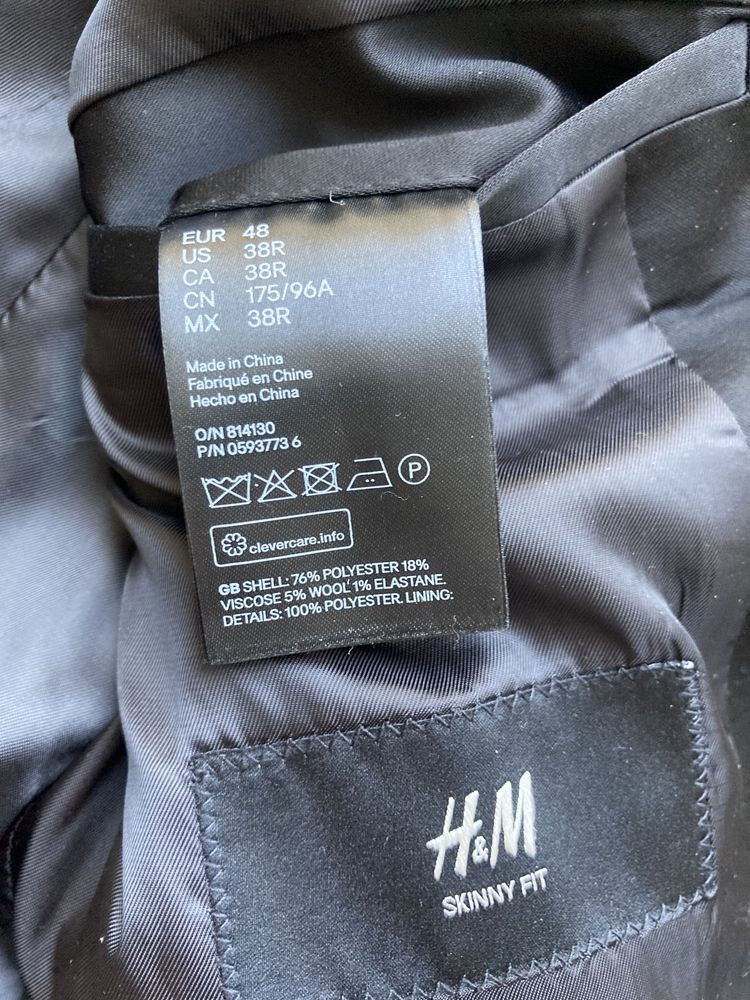 EUR 48
US 38R
CA 38R
CN 175/96A
MX 38R
Made in China
Fabriqué en Chine
Hecho en China
O/N 814130
P/N 0593773 6
P
clevercare.info
GB SHELL: 76% POLYESTER 18%
VISCOSE 5% WOOL 1% ELASTANE.
DETAILS: 100% POLYESTER. LINING:
H&M
SKINNY FIT